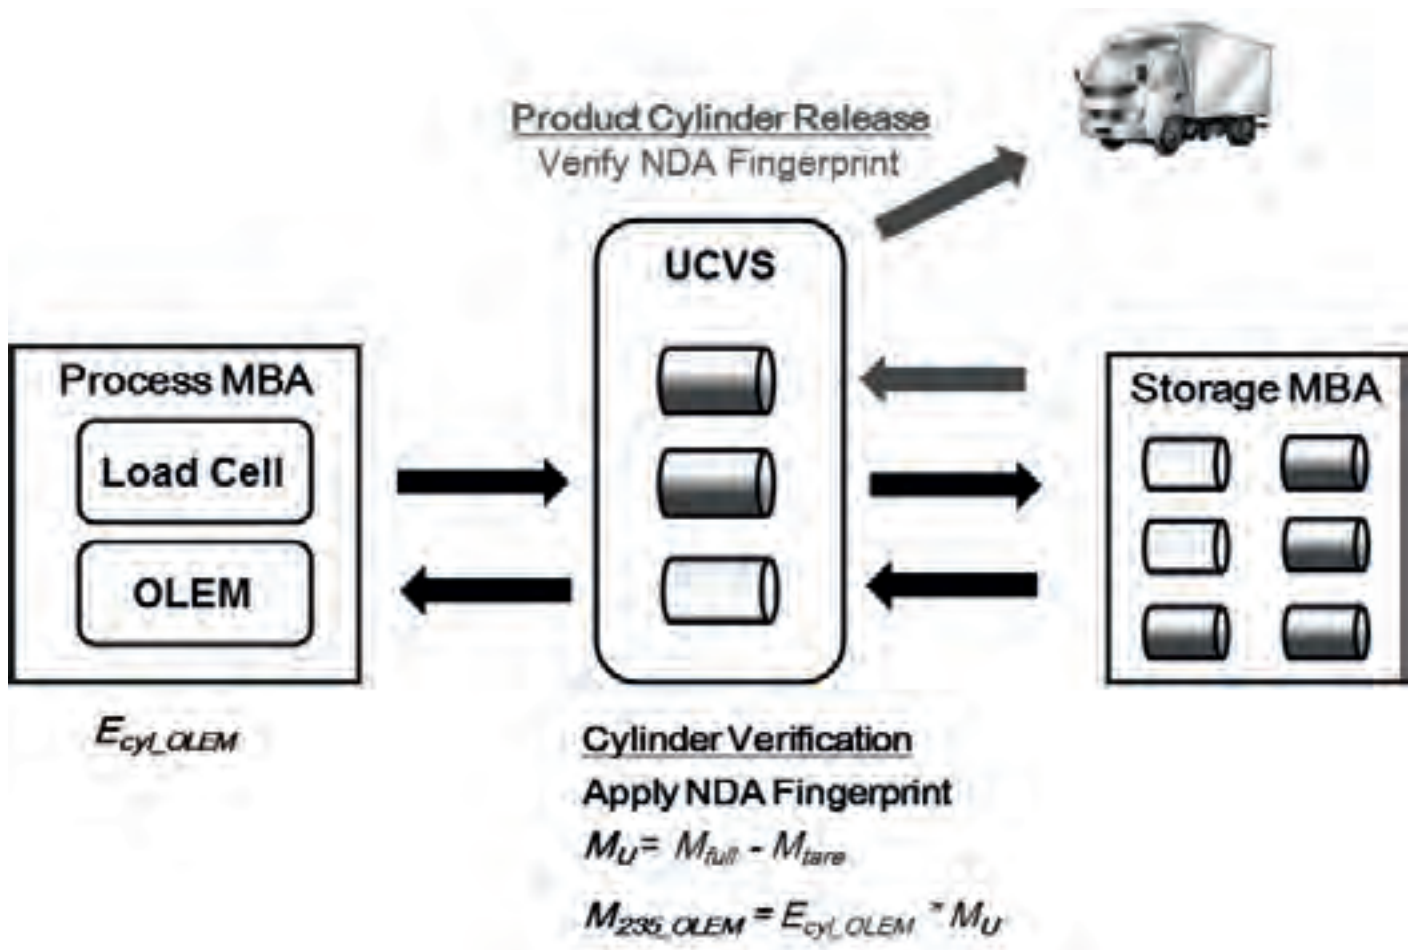 Product Cylinder Release
Verify NDA Fingerprint
UCVS
Process MBA
Load Cell
OLEM
Storage MBA
E_cyl_OLEM
Cylinder Verification
Apply NDA Fingerprint
M_U = M_full - M_tare
M_235_OLEM = E_cyl_OLEM * M_U